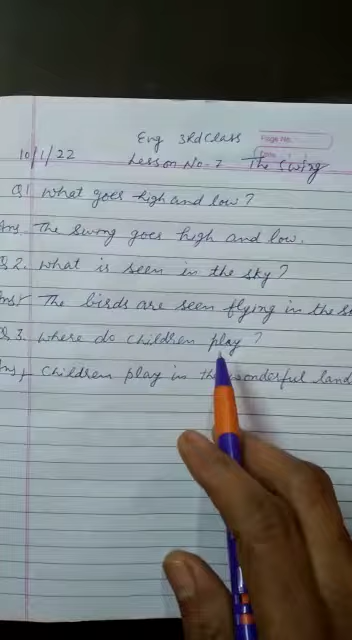 Eng 3rd Class
Page No.
Date
10/1/22 Lesson No-7 The Swing
Q1. What goes high and low?
Ans. The swing goes high and low.
Q2. What is seen in the sky?
Ans. The birds are seen flying in the
Q3. Where do children play?
Ans. Children play in the wonderful land